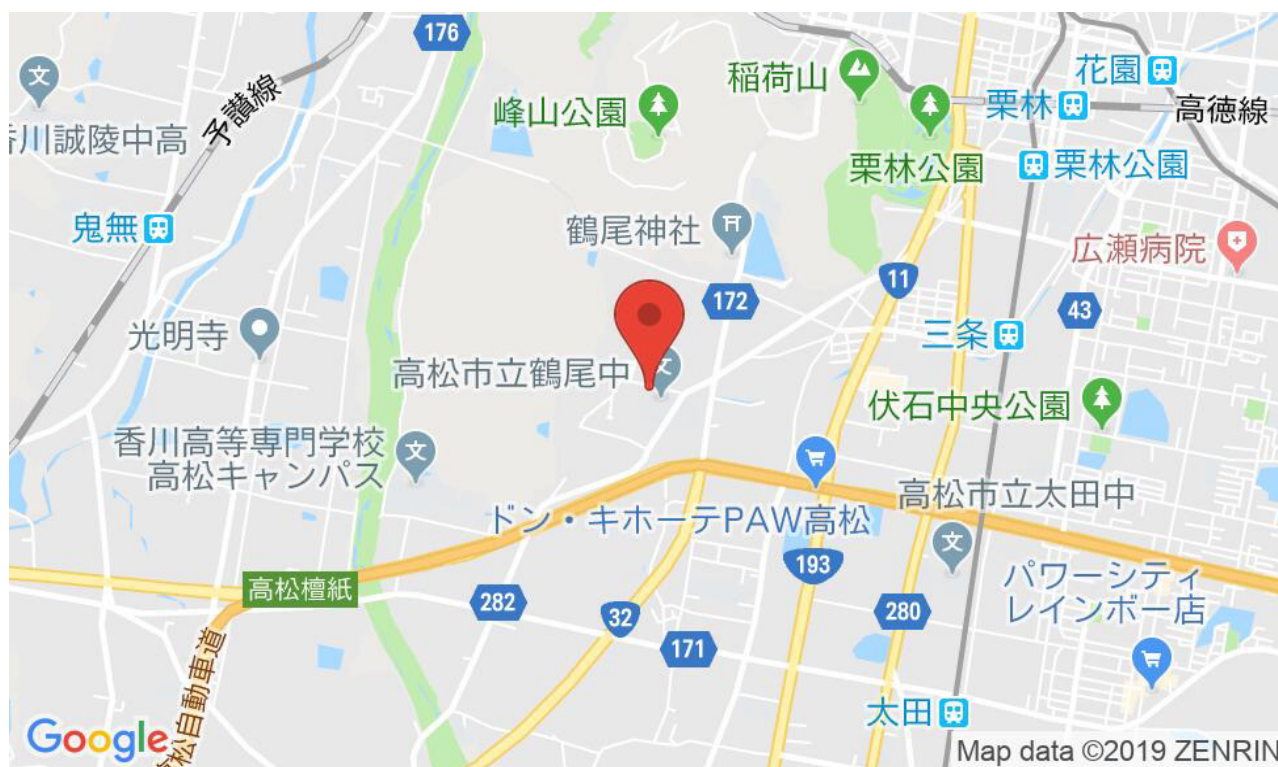 176
稲荷山
花園
峰山公園
栗林
高徳線
予讃線
川誠陵中高
栗林公園
栗林公園
鬼無
鶴尾神社
広瀬病院
11
172
43
光明寺
三条
高松市立鶴尾中
伏石中央公園
香川高等専門学校
高松キャンパス
高松市立太田中
ドン・キホーテPAW高松
193
高松檀紙
パワーシティ
レインボー店
282
32
280
171
松自動車道
太田
Google
Map data ©2019 ZENRIN